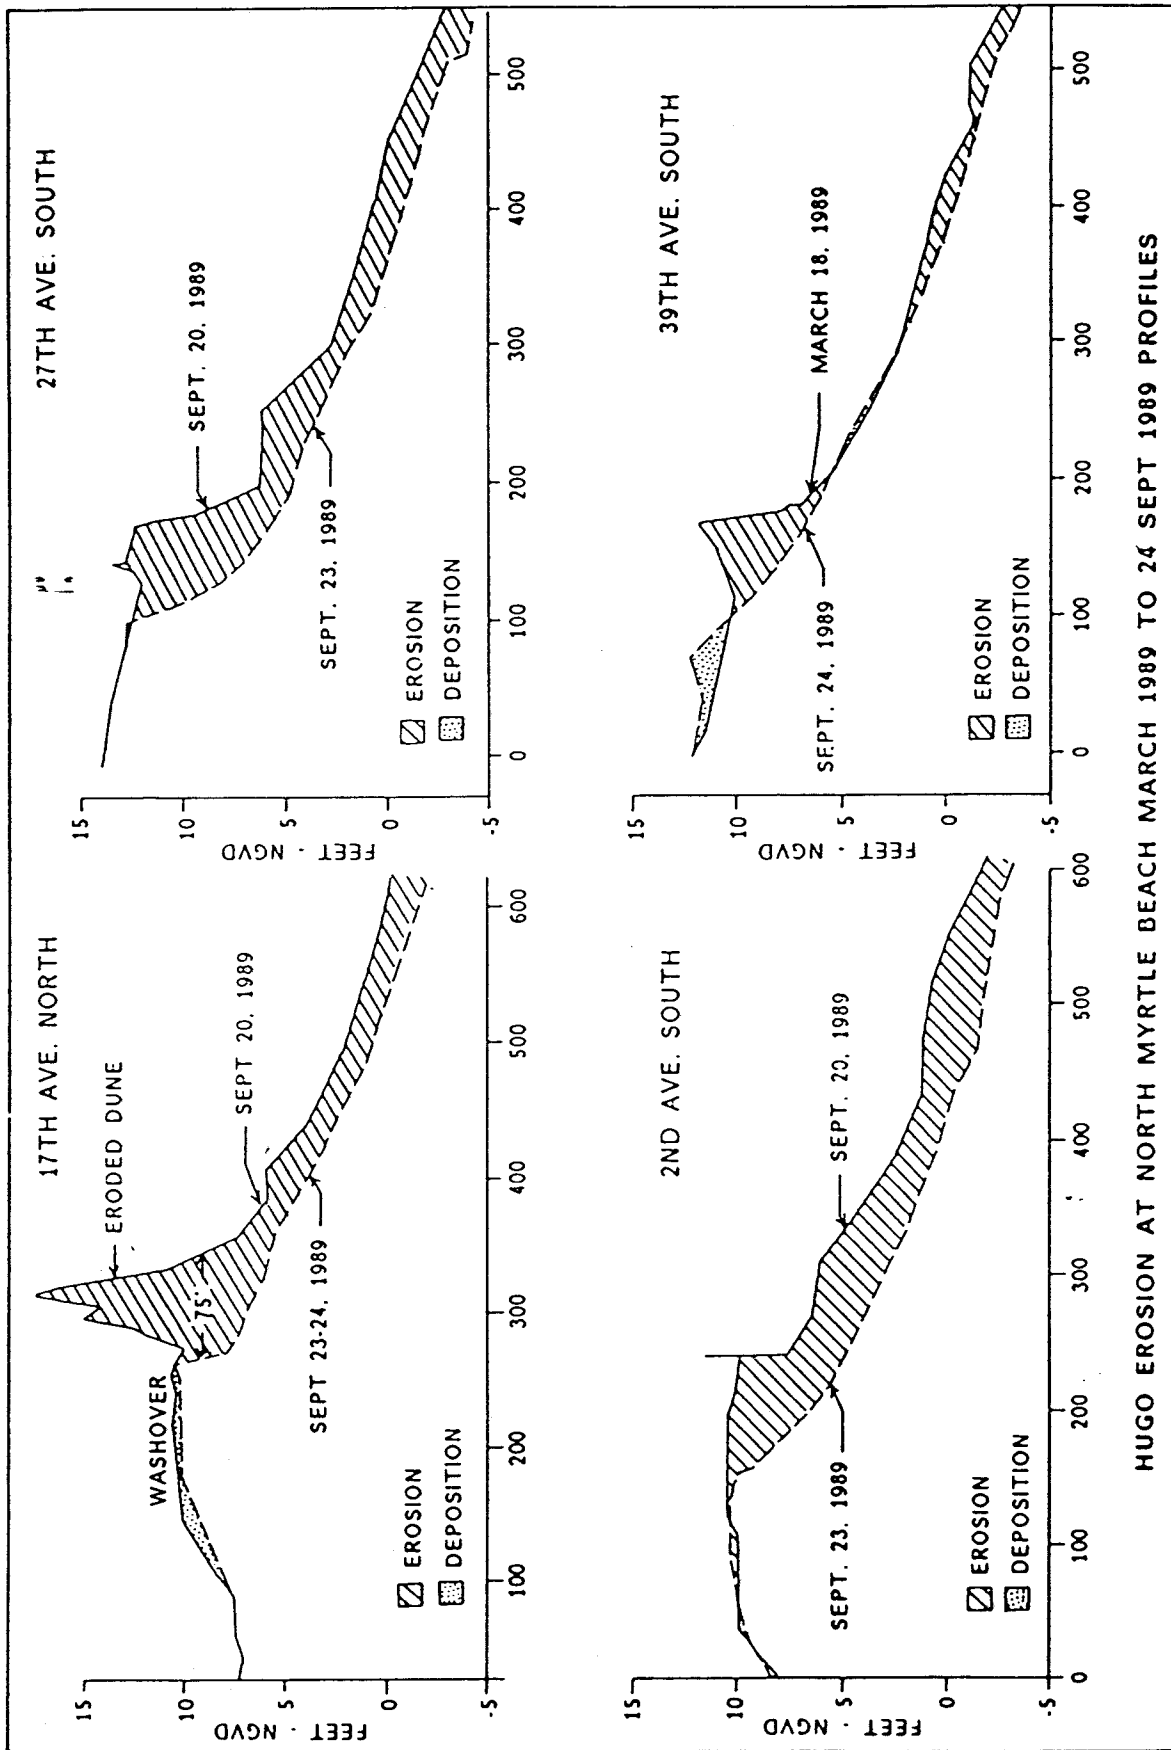 17TH AVE. NORTH
ERODED DUNE
WASHOVER
75'
SEPT 20, 1989
SEPT 23-24, 1989
EROSION
DEPOSITION
FEET - NGVD
15
10
5
0
-5
100
200
300
400
500
600
27TH AVE. SOUTH
SEPT. 20, 1989
SEPT. 23, 1989
EROSION
DEPOSITION
FEET - NGVD
15
10
5
0
-5
0
100
200
300
400
500
2ND AVE. SOUTH
SEPT. 20, 1989
SEPT. 23, 1989
EROSION
DEPOSITION
FEET - NGVD
15
10
5
0
-5
0
100
200
300
400
500
600
39TH AVE. SOUTH
MARCH 18, 1989
SEPT. 24, 1989
EROSION
DEPOSITION
FEET - NGVD
15
10
5
0
-5
0
100
200
300
400
500
HUGO EROSION AT NORTH MYRTLE BEACH MARCH 1989 TO 24 SEPT 1989 PROFILES